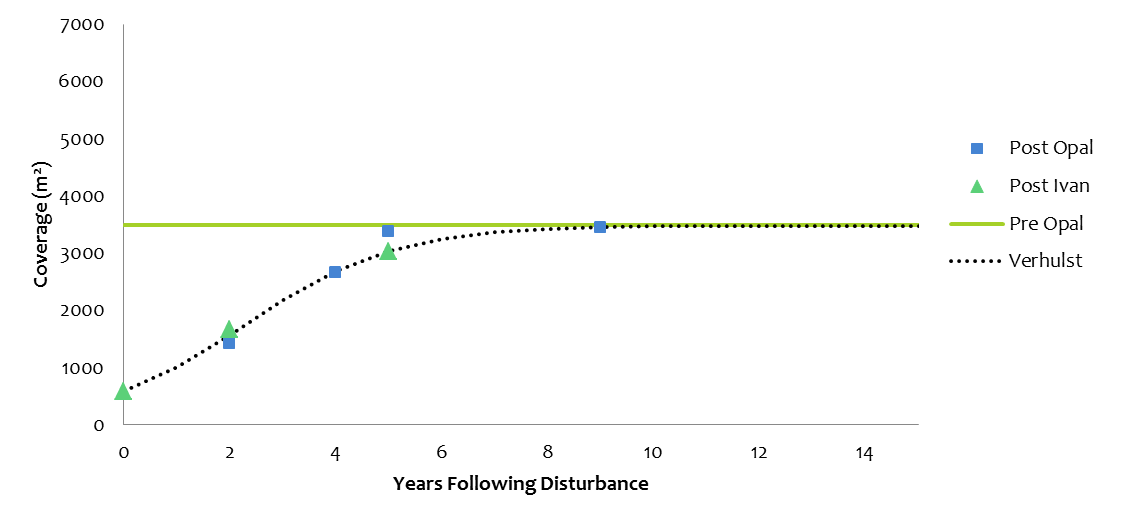 7000
6000
5000
4000
3000
2000
1000
0
Coverage (m²)
0 2 4 6 8 10 12 14
Years Following Disturbance
Post Opal
Post Ivan
Pre Opal
Verhulst